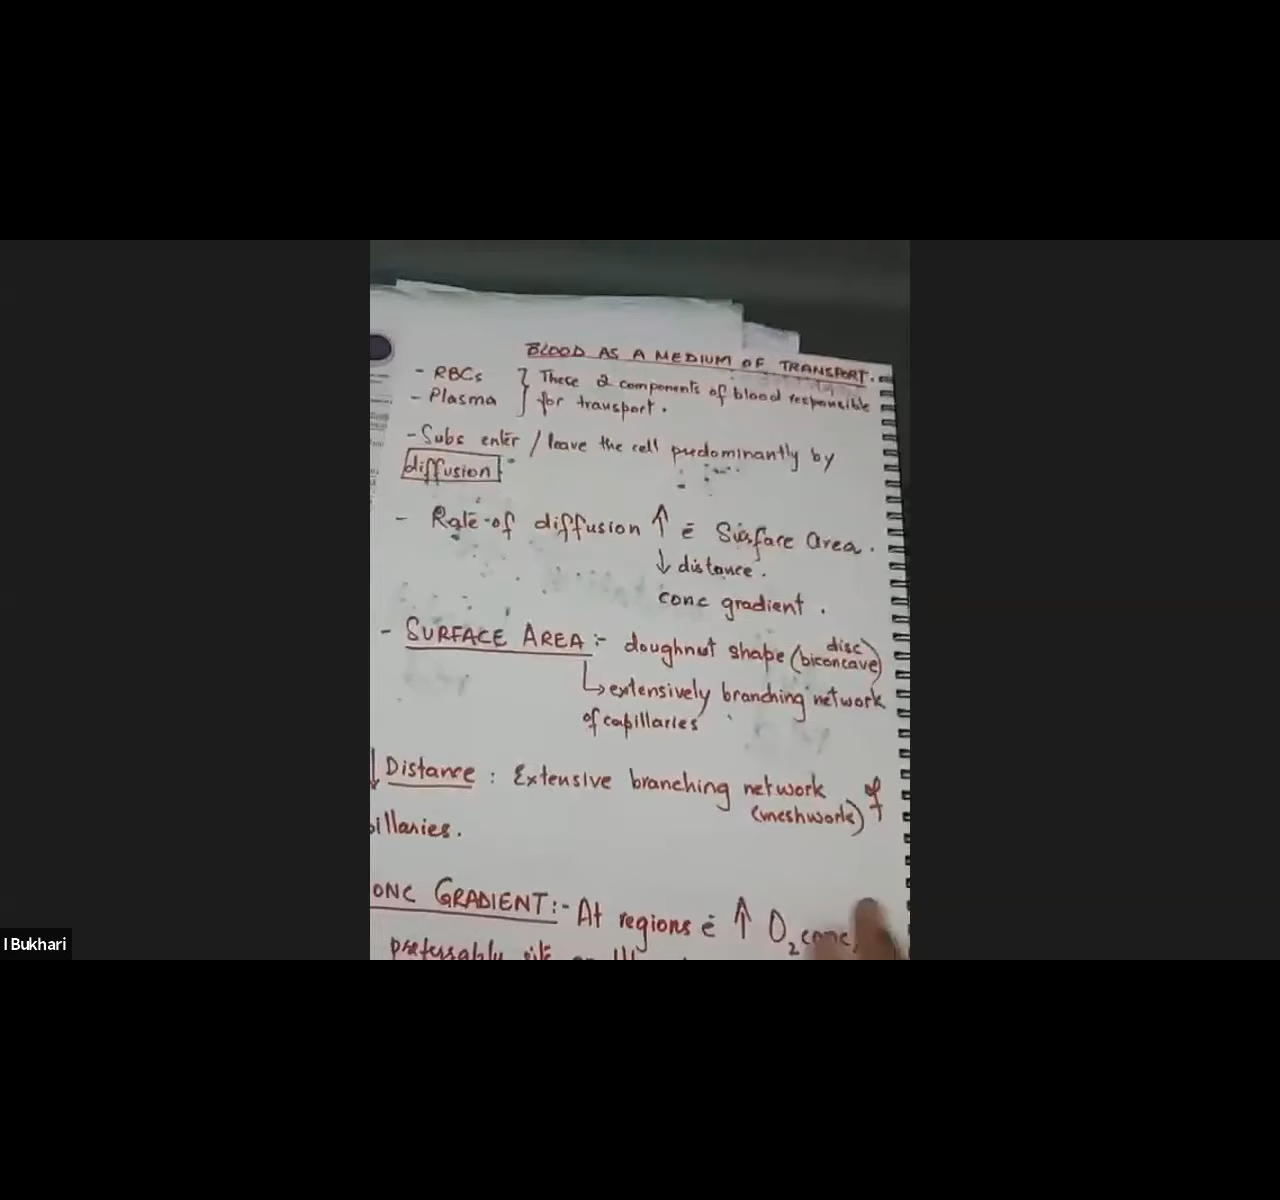 BLOOD AS A MEDIUM OF TRANSPORT.
- RBCs } These 2 components of blood responsible
- Plasma } for transport.
- Subs enter / leave the cell predominantly by
diffusion
- Rate of diffusion ↑ ē Surface area.
↓ distance.
conc gradient.
- SURFACE AREA :- doughnut shape (biconcave disc)
↳ extensively branching network
of capillaries
↓ Distance : Extensive branching network of
(meshwork)
pillaries.
ONC GRADIENT:- At regions ē ↑ O2 conc,
I Bukhari